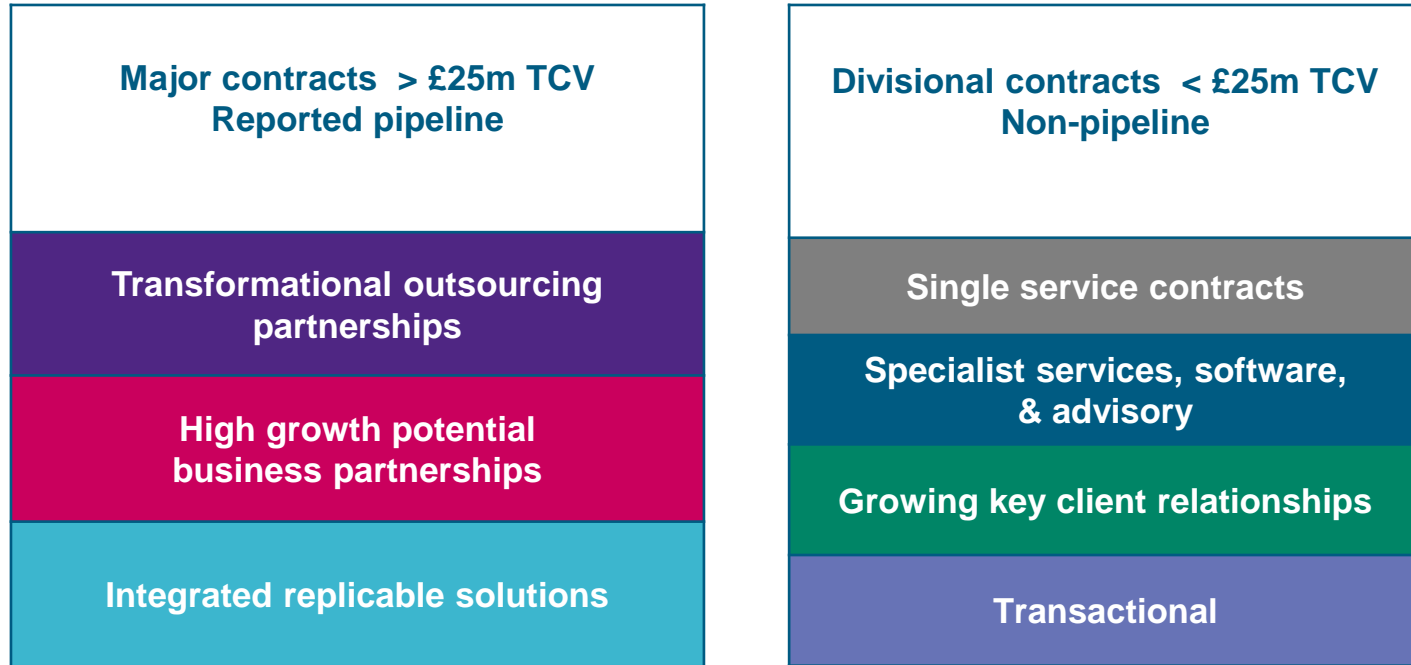 Major contracts > £25m TCV
Reported pipeline
Transformational outsourcing
partnerships
High growth potential
business partnerships
Integrated replicable solutions
Divisional contracts < £25m TCV
Non-pipeline
Single service contracts
Specialist services, software,
& advisory
Growing key client relationships
Transactional